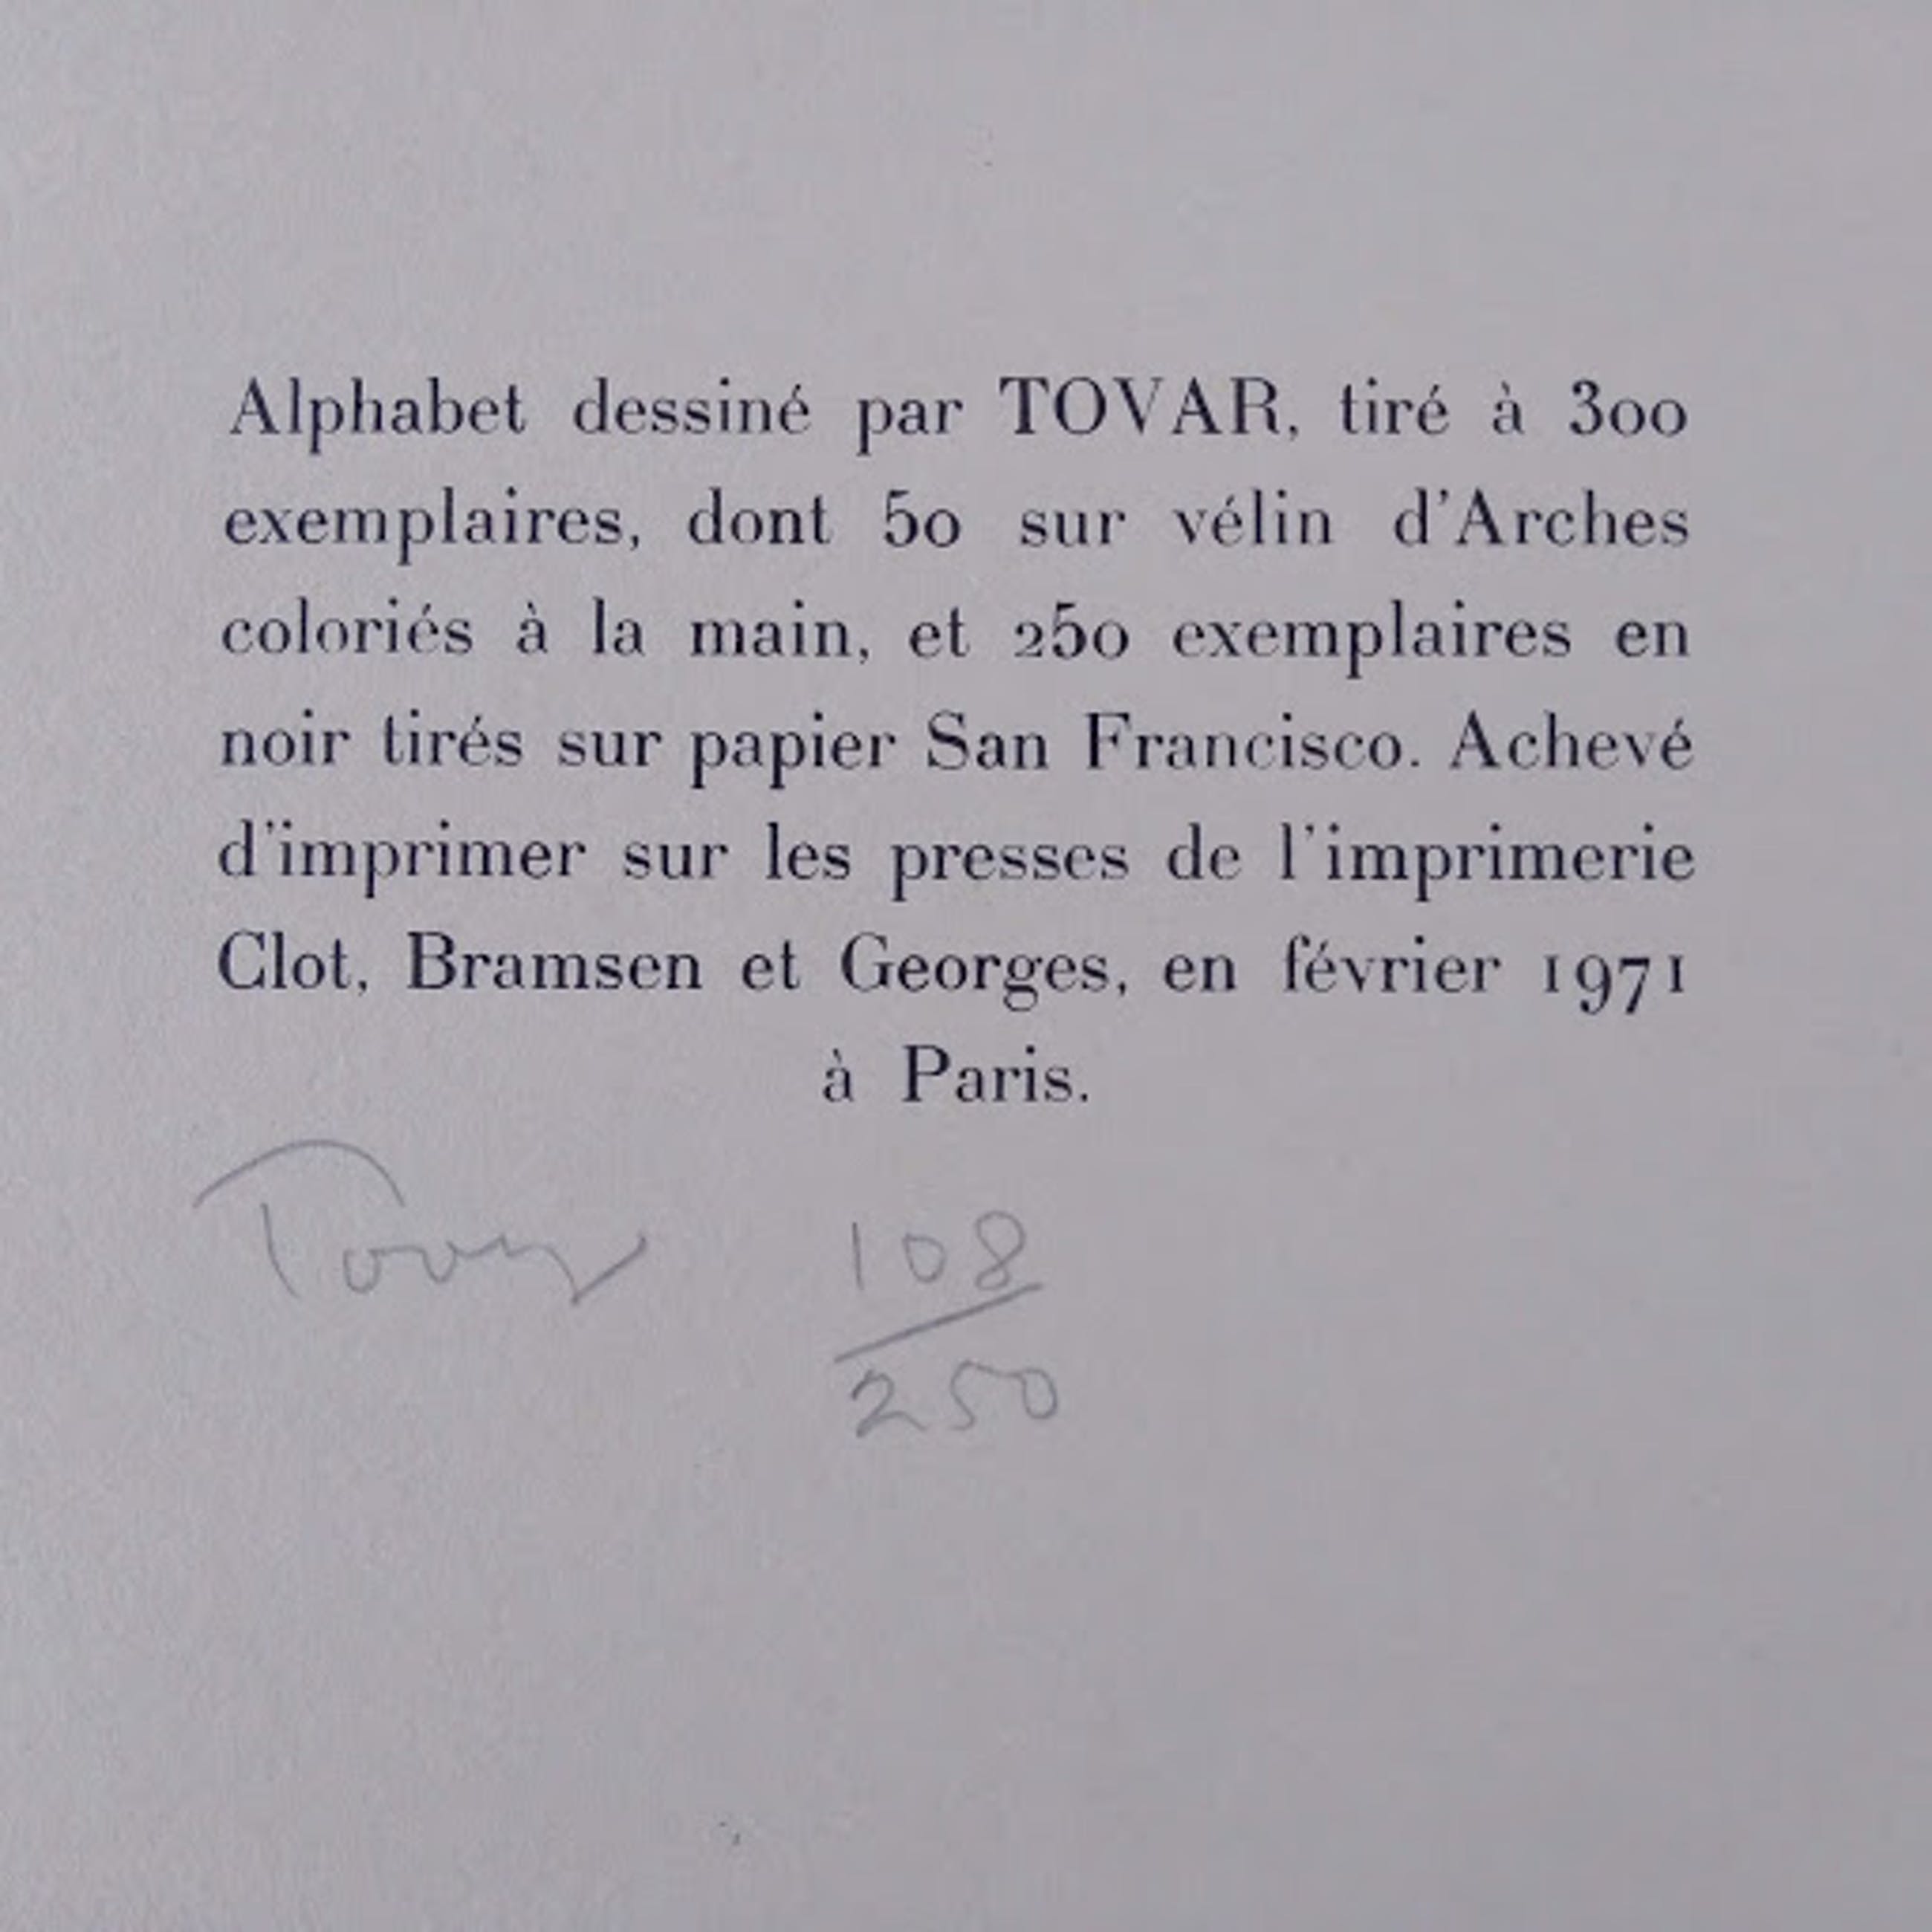 Alphabet dessiné par TOVAR, tiré à 300
exemplaires, dont 50 sur vélin d'Arches
coloriés à la main, et 250 exemplaires en
noir tirés sur papier San Francisco. Achevé
d'imprimer sur les presses de l'imprimerie
Clot, Bramsen et Georges, en février 1971
à Paris.
Tovar 108
250